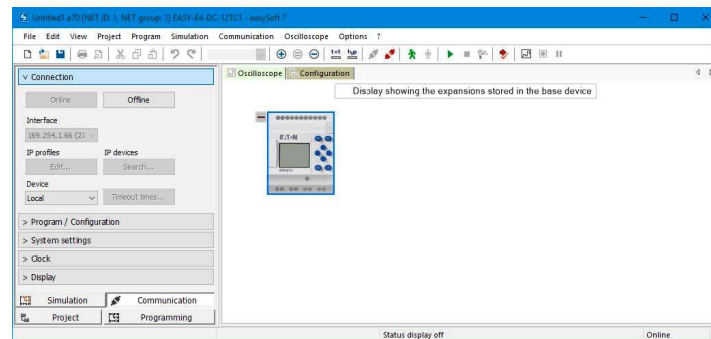 Untitled1.e70 [NET ID: 1, NET group: 1] EASY-E4-DC-12TC1 - easySoft 7
File Edit View Project Program Simulation Communication Oscilloscope Options ?
v Connection
Online Offline
Interface
169.254.1.66 (27
IP profiles IP devices
Edit... Search...
Device
Local Timeout times...
> Program / Configuration
> System settings
> Clock
> Display
Simulation Communication
Project Programming
Oscilloscope Configuration
Display showing the expansions stored in the base device
E·T·N
Status display off Online